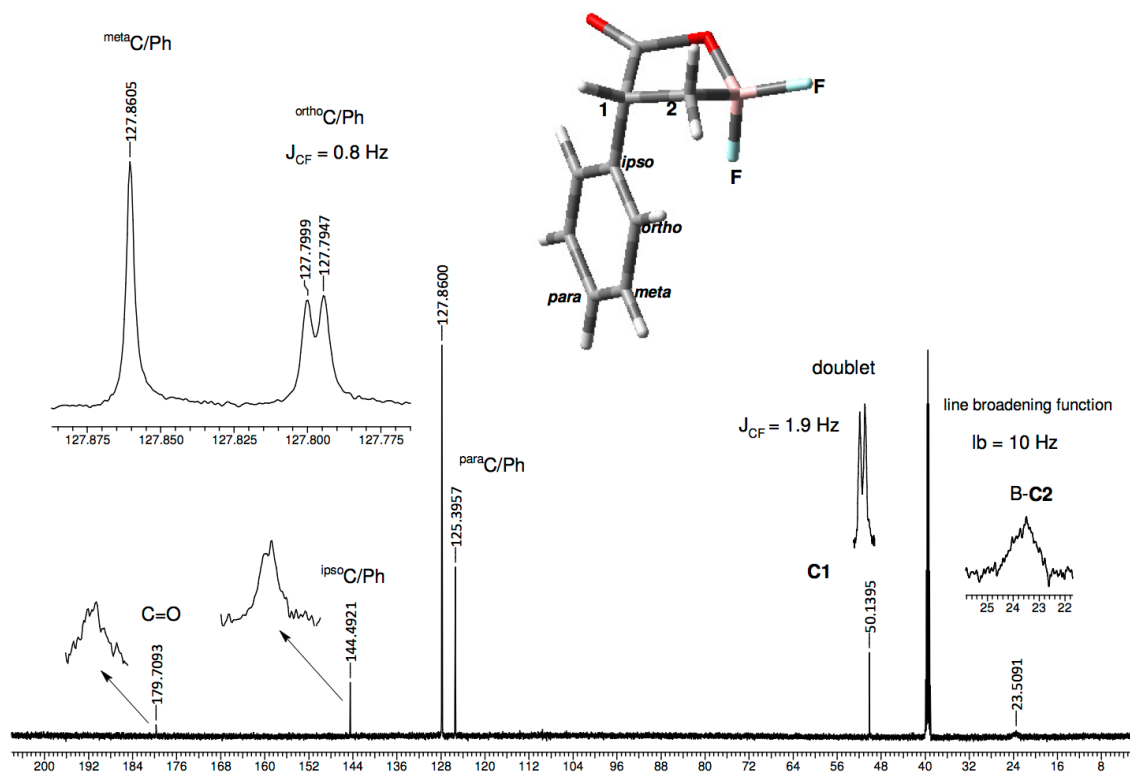 metaC/Ph
127.8605
orthoC/Ph
J_CF = 0.8 Hz
127.7999
127.7947
127.875 127.850 127.825 127.800 127.775
1
2
F
F
ipso
ortho
meta
para
127.8600
paraC/Ph
125.3957
doublet
J_CF = 1.9 Hz
line broadening function
lb = 10 Hz
B-C2
25 24 23 22
C1
50.1395
23.5091
ipsoC/Ph
144.4921
C=O
179.7093
200 192 184 176 168 160 152 144 136 128 120 112 104 96 88 80 72 64 56 48 40 32 24 16 8